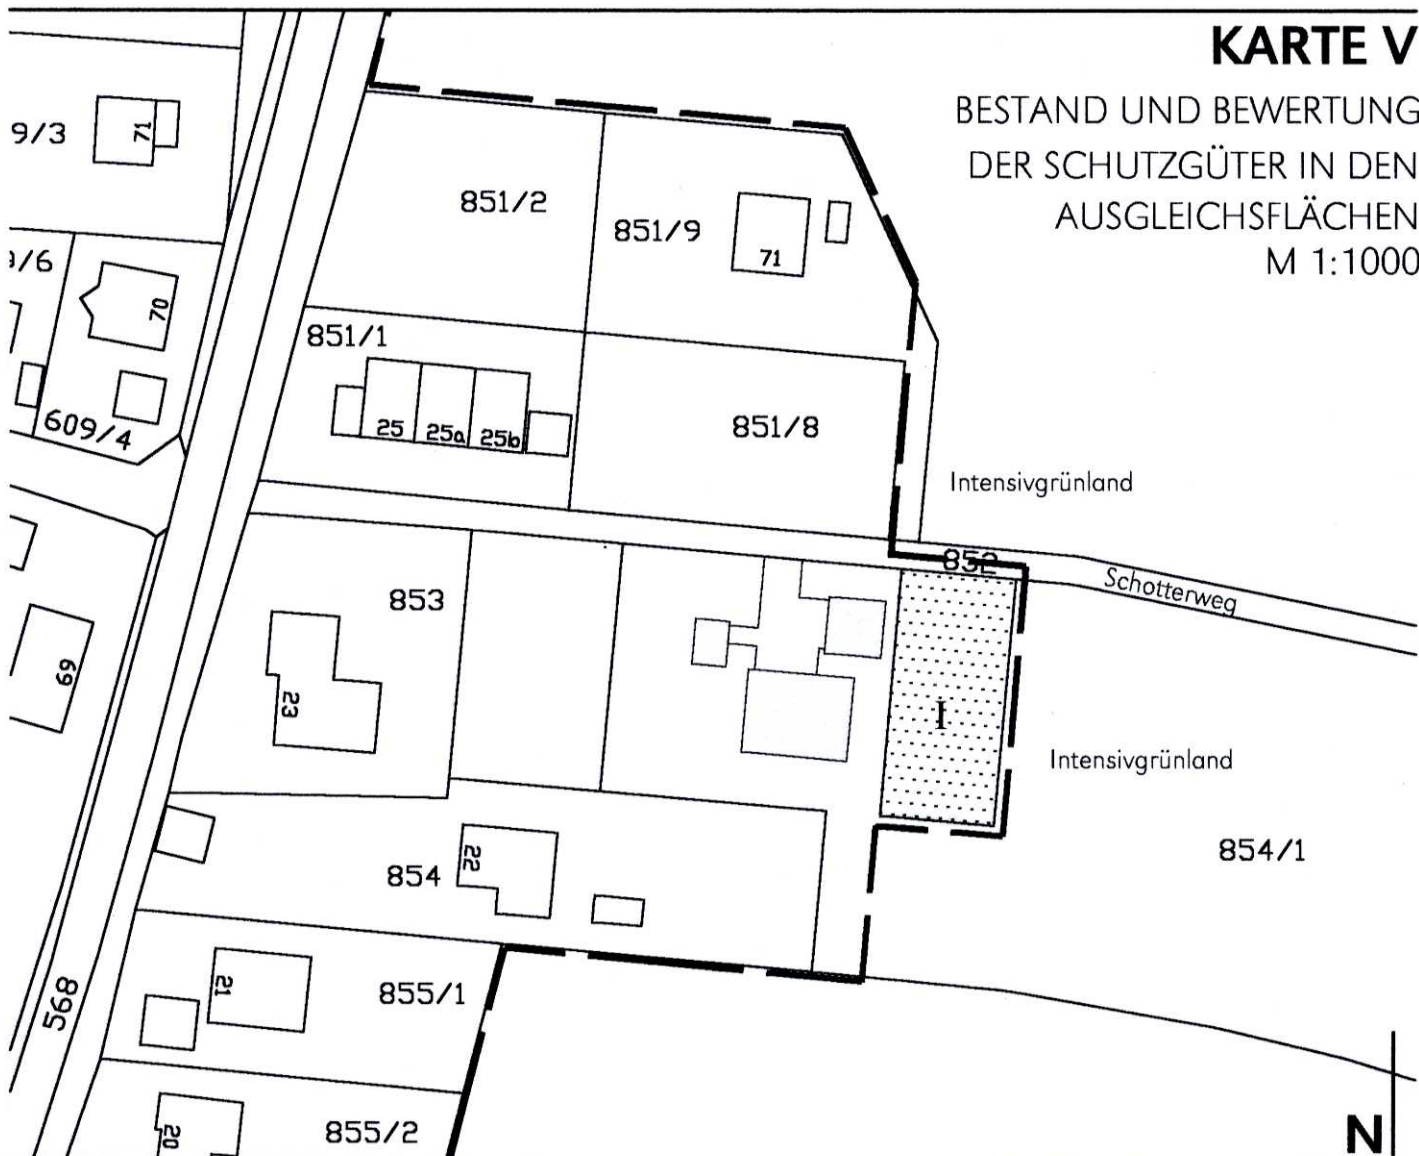 KARTE V
BESTAND UND BEWERTUNG
DER SCHUTZGÜTER IN DEN
AUSGLEICHSFLÄCHEN
M 1:1000
9/3
71
851/2
851/9
71
9/6
70
851/1
25
25a
25b
609/4
851/8
Intensivgrünland
852
Schotterweg
853
69
23
I
Intensivgrünland
854/1
22
854
21
855/1
568
20
855/2
N